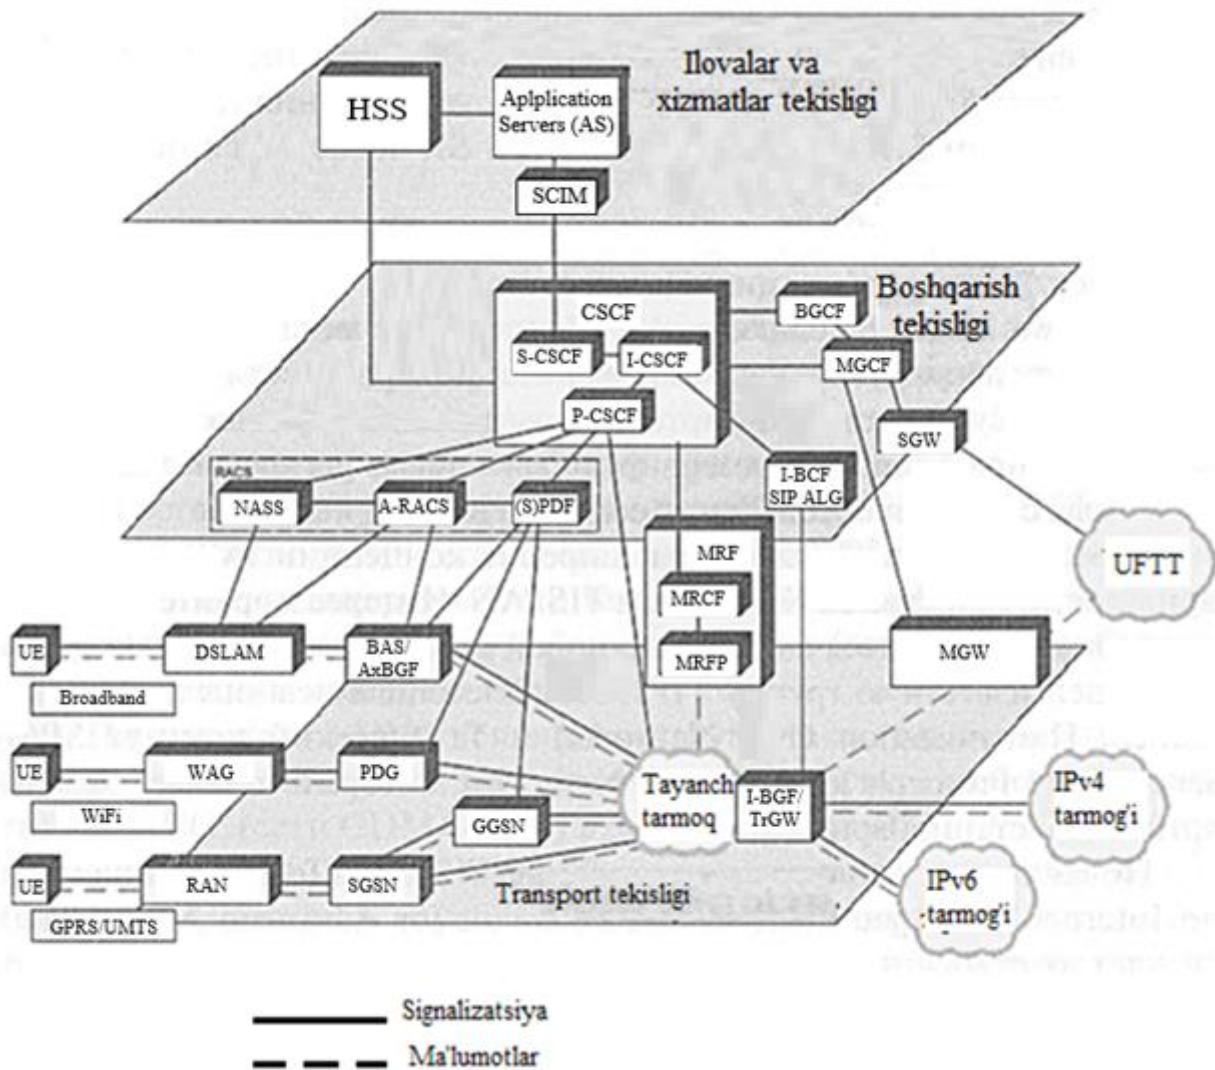 Ilovalar va
xizmatlar tekisligi
HSS
Aplplication
Servers (AS)
SCIM
Boshqarish
tekisligi
CSCF
BGCF
S-CSCF
I-CSCF
MGCF
P-CSCF
SGW
RACS
I-BCF
SIP ALG
NASS
A-RACS
(S)PDF
MRF
UFTT
MRCF
UE
DSLAM
BAS/
AxBGF
MRFP
MGW
Broadband
UE
WAG
PDG
Tayanch
tarmoq
I-BGF/
TrGW
IPv4
tarmog'i
WiFi
GGSN
UE
RAN
SGSN
Transport tekisligi
IPv6
tarmog'i
GPRS/UMTS
Signalizatsiya
Ma'lumotlar